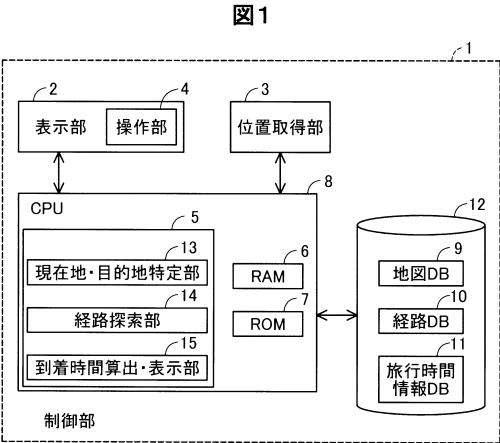 図1
1
2
4
3
表示部
操作部
位置取得部
8
CPU
5
13
現在地・目的地特定部
14
経路探索部
15
到着時間算出・表示部
6
RAM
7
ROM
12
9
地図DB
10
経路DB
11
旅行時間
情報DB
制御部